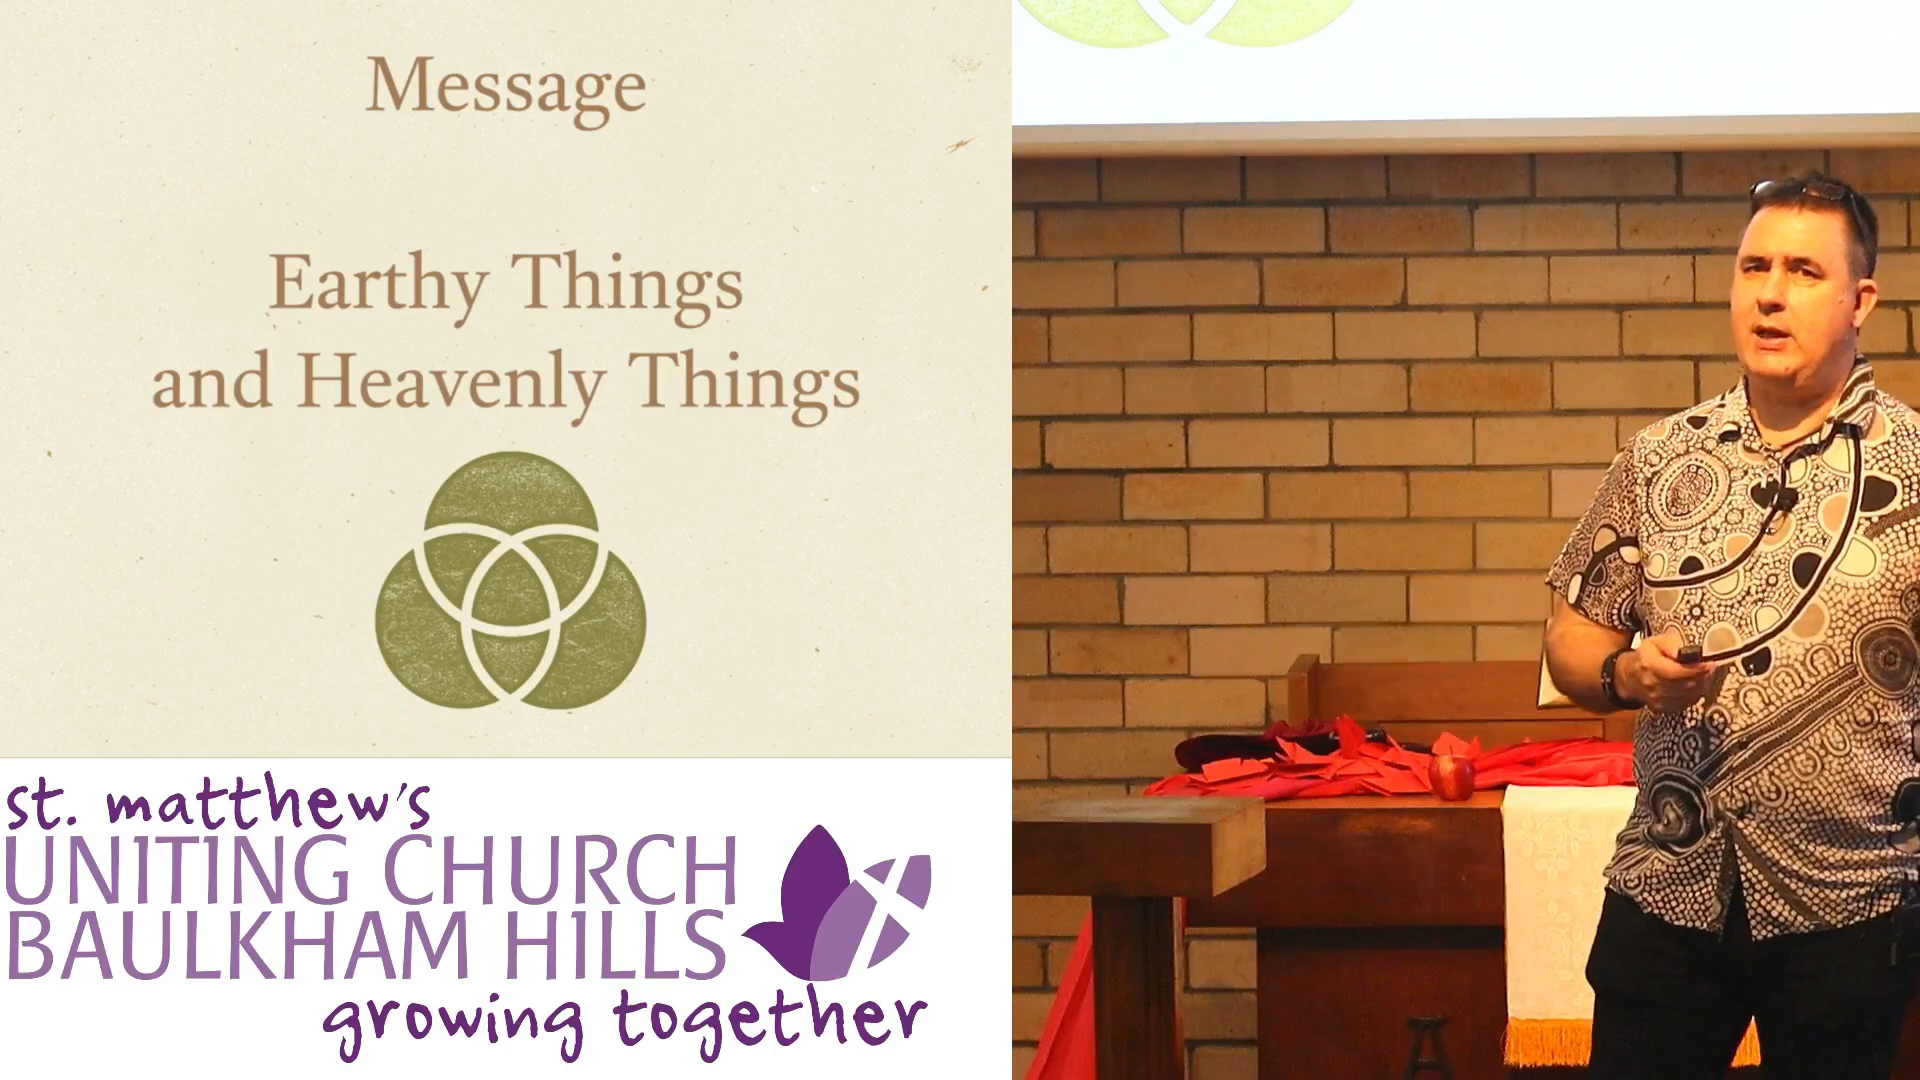 Message
Earthy Things
and Heavenly Things
st. matthew's
UNITING CHURCH
BAULKHAM HILLS
growing together